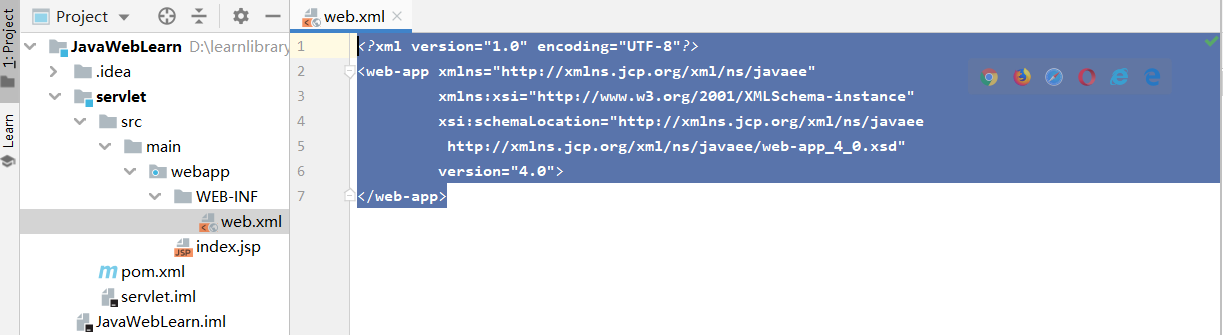 1: Project
Learn
Project
JavaWebLearn D:\learnlibrary
.idea
servlet
src
main
webapp
WEB-INF
web.xml
JSP index.jsp
m pom.xml
servlet.iml
JavaWebLearn.iml
web.xml
1 <?xml version="1.0" encoding="UTF-8"?>
2 <web-app xmlns="http://xmlns.jcp.org/xml/ns/javaee"
3 xmlns:xsi="http://www.w3.org/2001/XMLSchema-instance"
4 xsi:schemaLocation="http://xmlns.jcp.org/xml/ns/javaee
5 http://xmlns.jcp.org/xml/ns/javaee/web-app_4_0.xsd"
6 version="4.0">
7 </web-app>